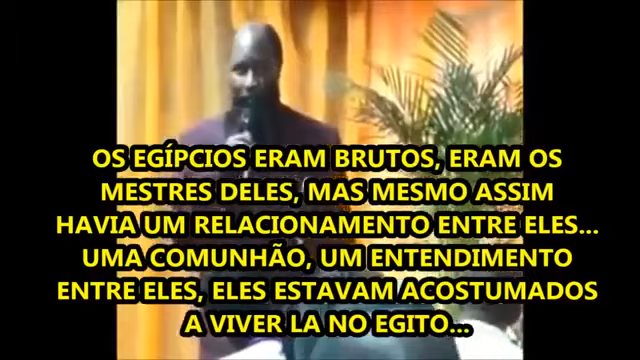 OS EGÍPCIOS ERAM BRUTOS, ERAM OS
MESTRES DELES, MAS MESMO ASSIM
HAVIA UM RELACIONAMENTO ENTRE ELES...
UMA COMUNHÃO, UM ENTENDIMENTO
ENTRE ELES, ELES ESTAVAM ACOSTUMADOS
A VIVER LA NO EGITO...